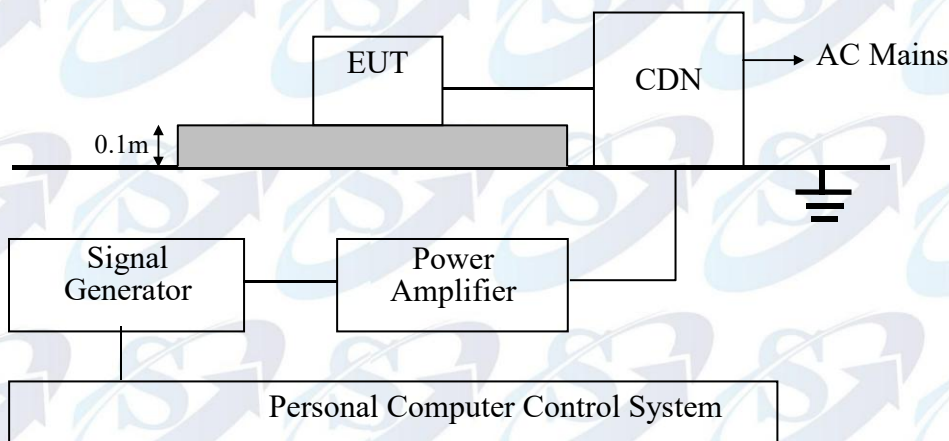 EUT
CDN
AC Mains
0.1m
Signal
Generator
Power
Amplifier
Personal Computer Control System